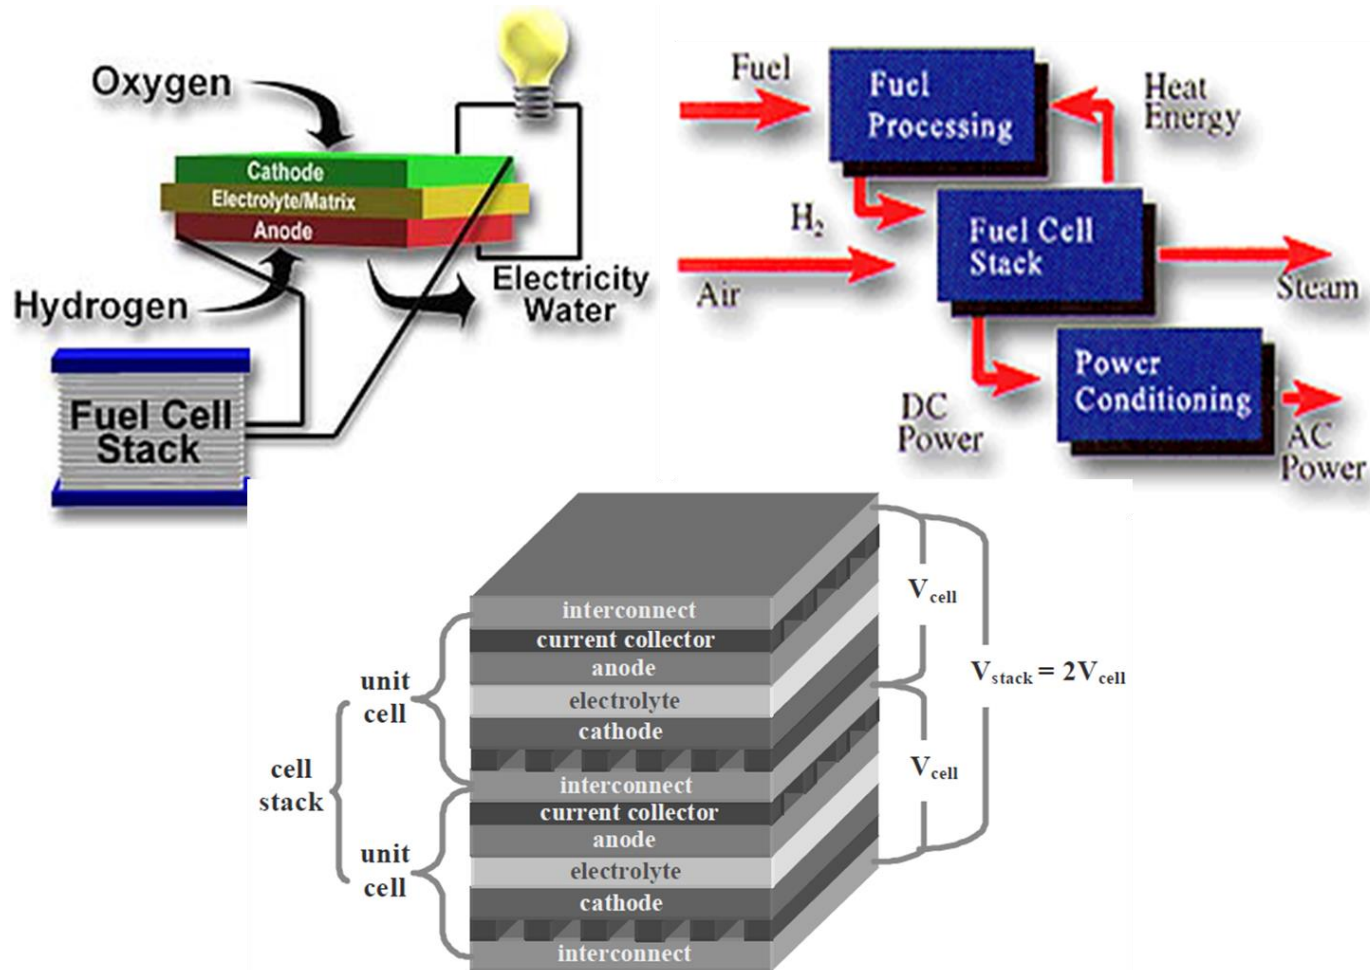 Oxygen
Cathode
Electrolyte/Matrix
Anode
Hydrogen
Electricity
Water
Fuel Cell
Stack
Fuel
Fuel
Processing
Heat
Energy
H₂
Fuel Cell
Stack
Air
Steam
DC
Power
Power
Conditioning
AC
Power
interconnect
current collector
anode
electrolyte
cathode
interconnect
current collector
anode
electrolyte
cathode
interconnect
unit
cell
cell
stack
unit
cell
Vcell
Vstack = 2Vcell
Vcell